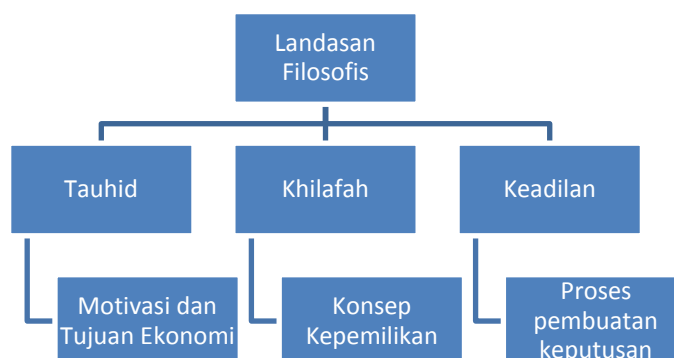 Landasan
Filosofis
Tauhid
Khilafah
Keadilan
Motivasi dan
Tujuan Ekonomi
Konsep
Kepemilikan
Proses
pembuatan
keputusan